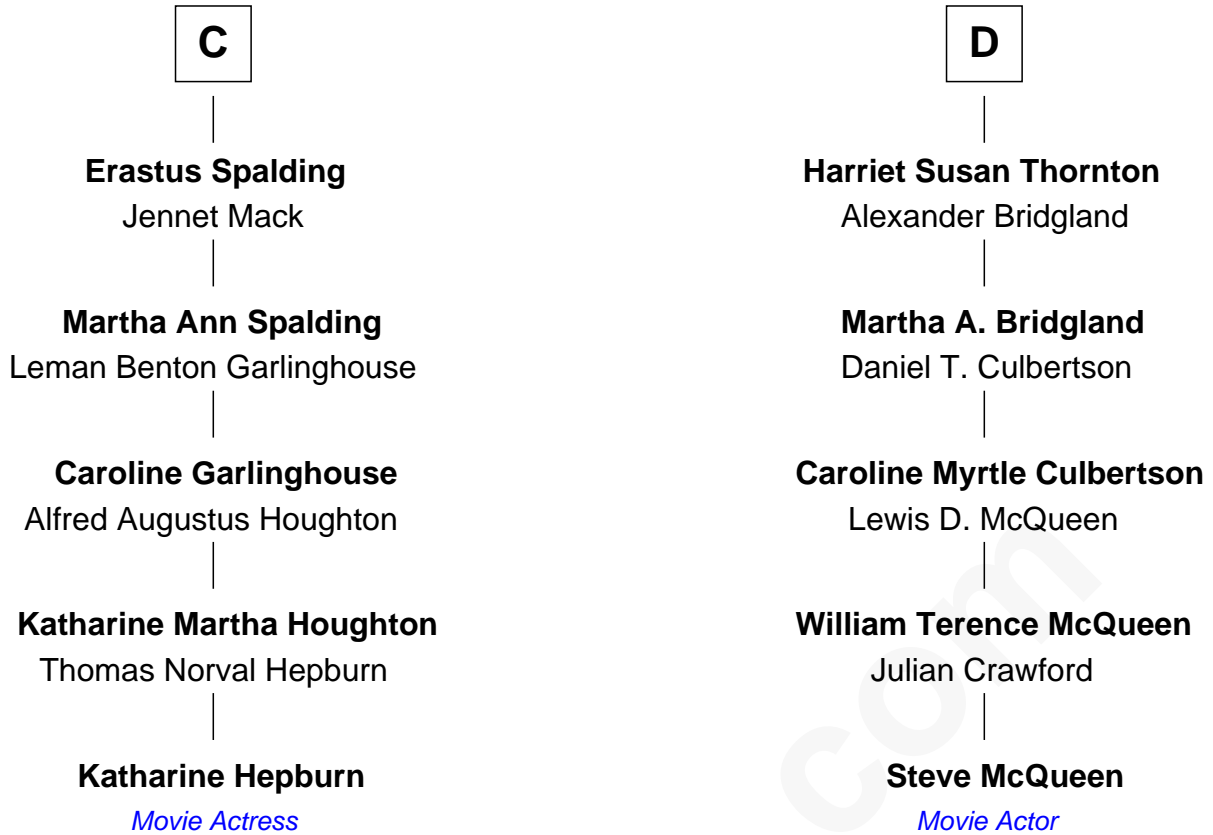 C
Erastus Spalding
Jennet Mack
Martha Ann Spalding
Leman Benton Garlinghouse
Caroline Garlinghouse
Alfred Augustus Houghton
Katharine Martha Houghton
Thomas Norval Hepburn
Katharine Hepburn
Movie Actress
D
Harriet Susan Thornton
Alexander Bridgland
Martha A. Bridgland
Daniel T. Culbertson
Caroline Myrtle Culbertson
Lewis D. McQueen
William Terence McQueen
Julian Crawford
Steve McQueen
Movie Actor
com